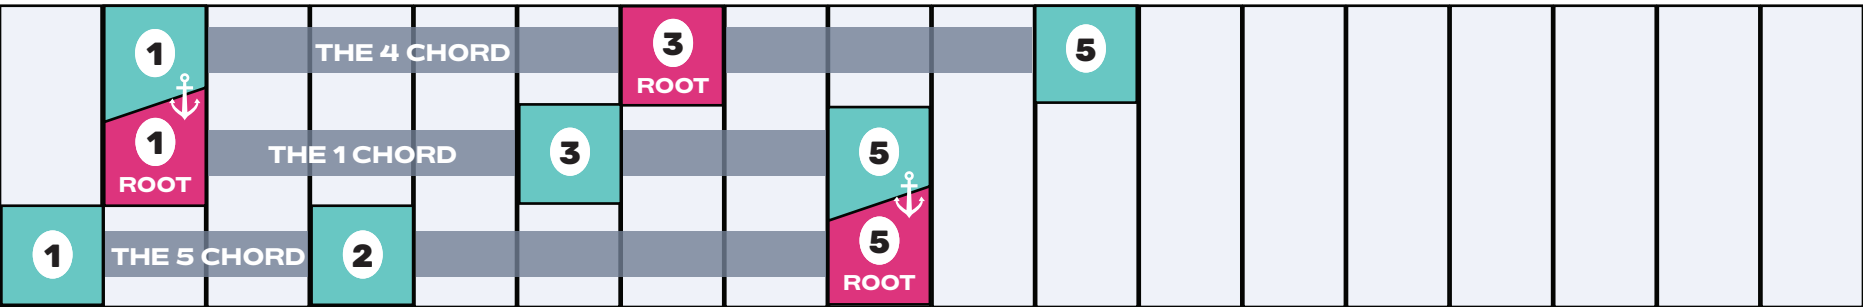 1 THE 4 CHORD 3 5
ROOT
1 THE 1 CHORD 3 5
ROOT
1 THE 5 CHORD 2 5
ROOT